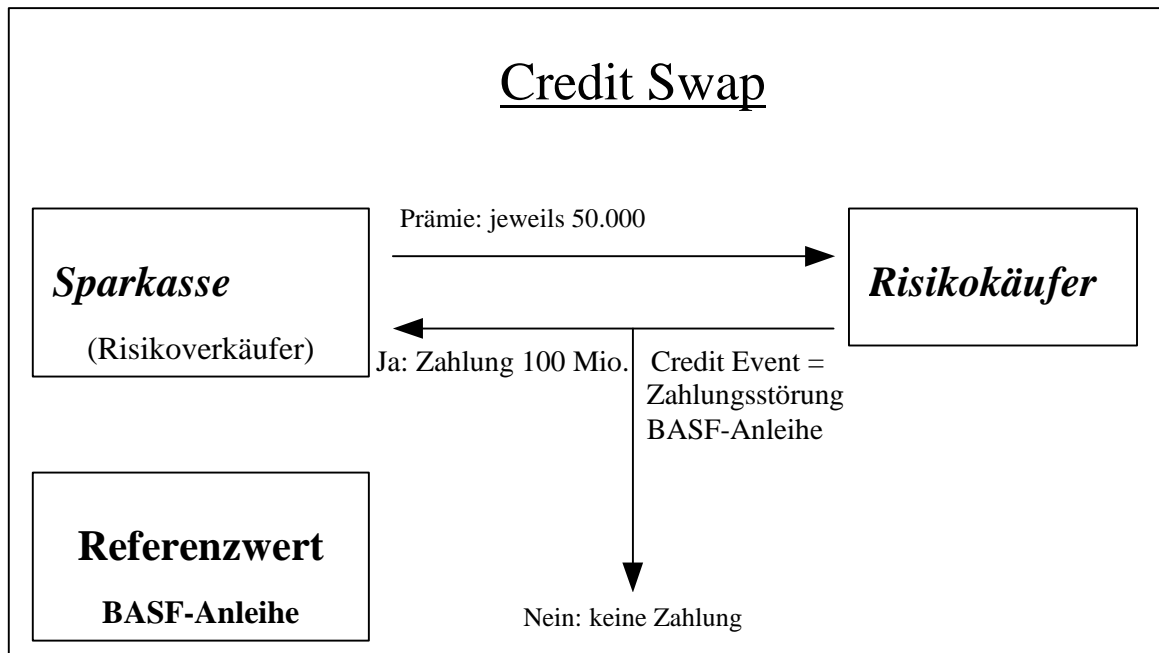 Credit Swap
Prämie: jeweils 50.000
Sparkasse
(Risikoverkäufer)
Risikokäufer
Ja: Zahlung 100 Mio.
Credit Event =
Zahlungsstörung
BASF-Anleihe
Referenzwert
BASF-Anleihe
Nein: keine Zahlung